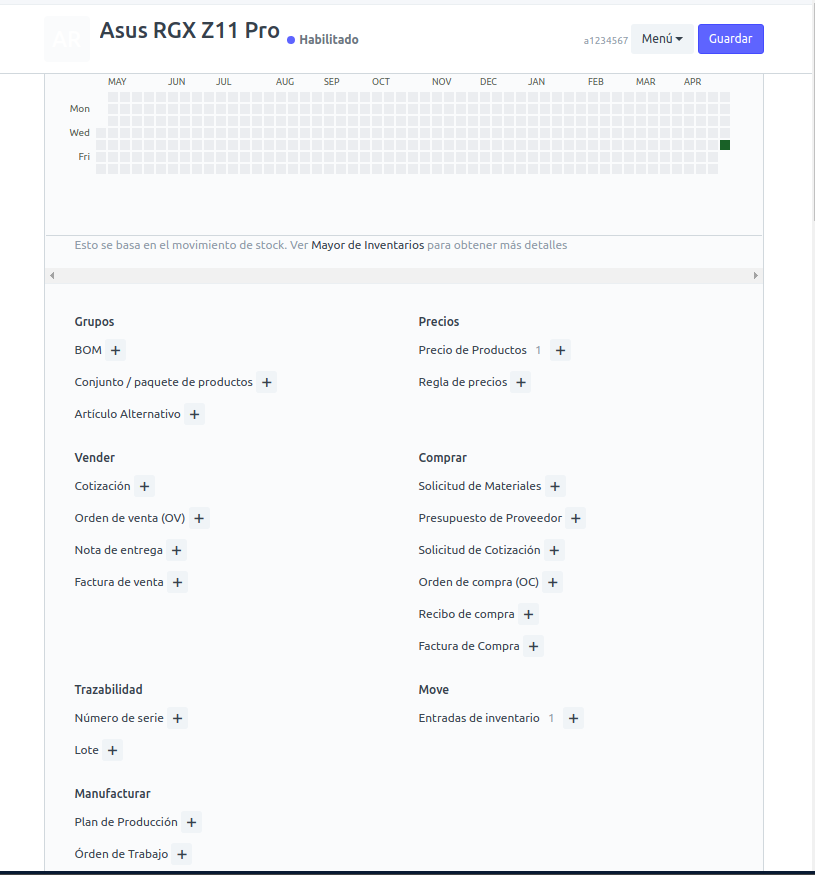 AR
Asus RGX Z11 Pro
Habilitado
a1234567
Menú
Guardar
MAY JUN JUL AUG SEP OCT NOV DEC JAN FEB MAR APR
Mon
Wed
Fri
Esto se basa en el movimiento de stock. Ver Mayor de Inventarios para obtener más detalles
Grupos
BOM +
Conjunto / paquete de productos +
Artículo Alternativo +
Precios
Precio de Productos 1 +
Regla de precios +
Vender
Cotización +
Orden de venta (OV) +
Nota de entrega +
Factura de venta +
Comprar
Solicitud de Materiales +
Presupuesto de Proveedor +
Solicitud de Cotización +
Orden de compra (OC) +
Recibo de compra +
Factura de Compra +
Trazabilidad
Número de serie +
Lote +
Move
Entradas de inventario 1 +
Manufacturar
Plan de Producción +
Órden de Trabajo +